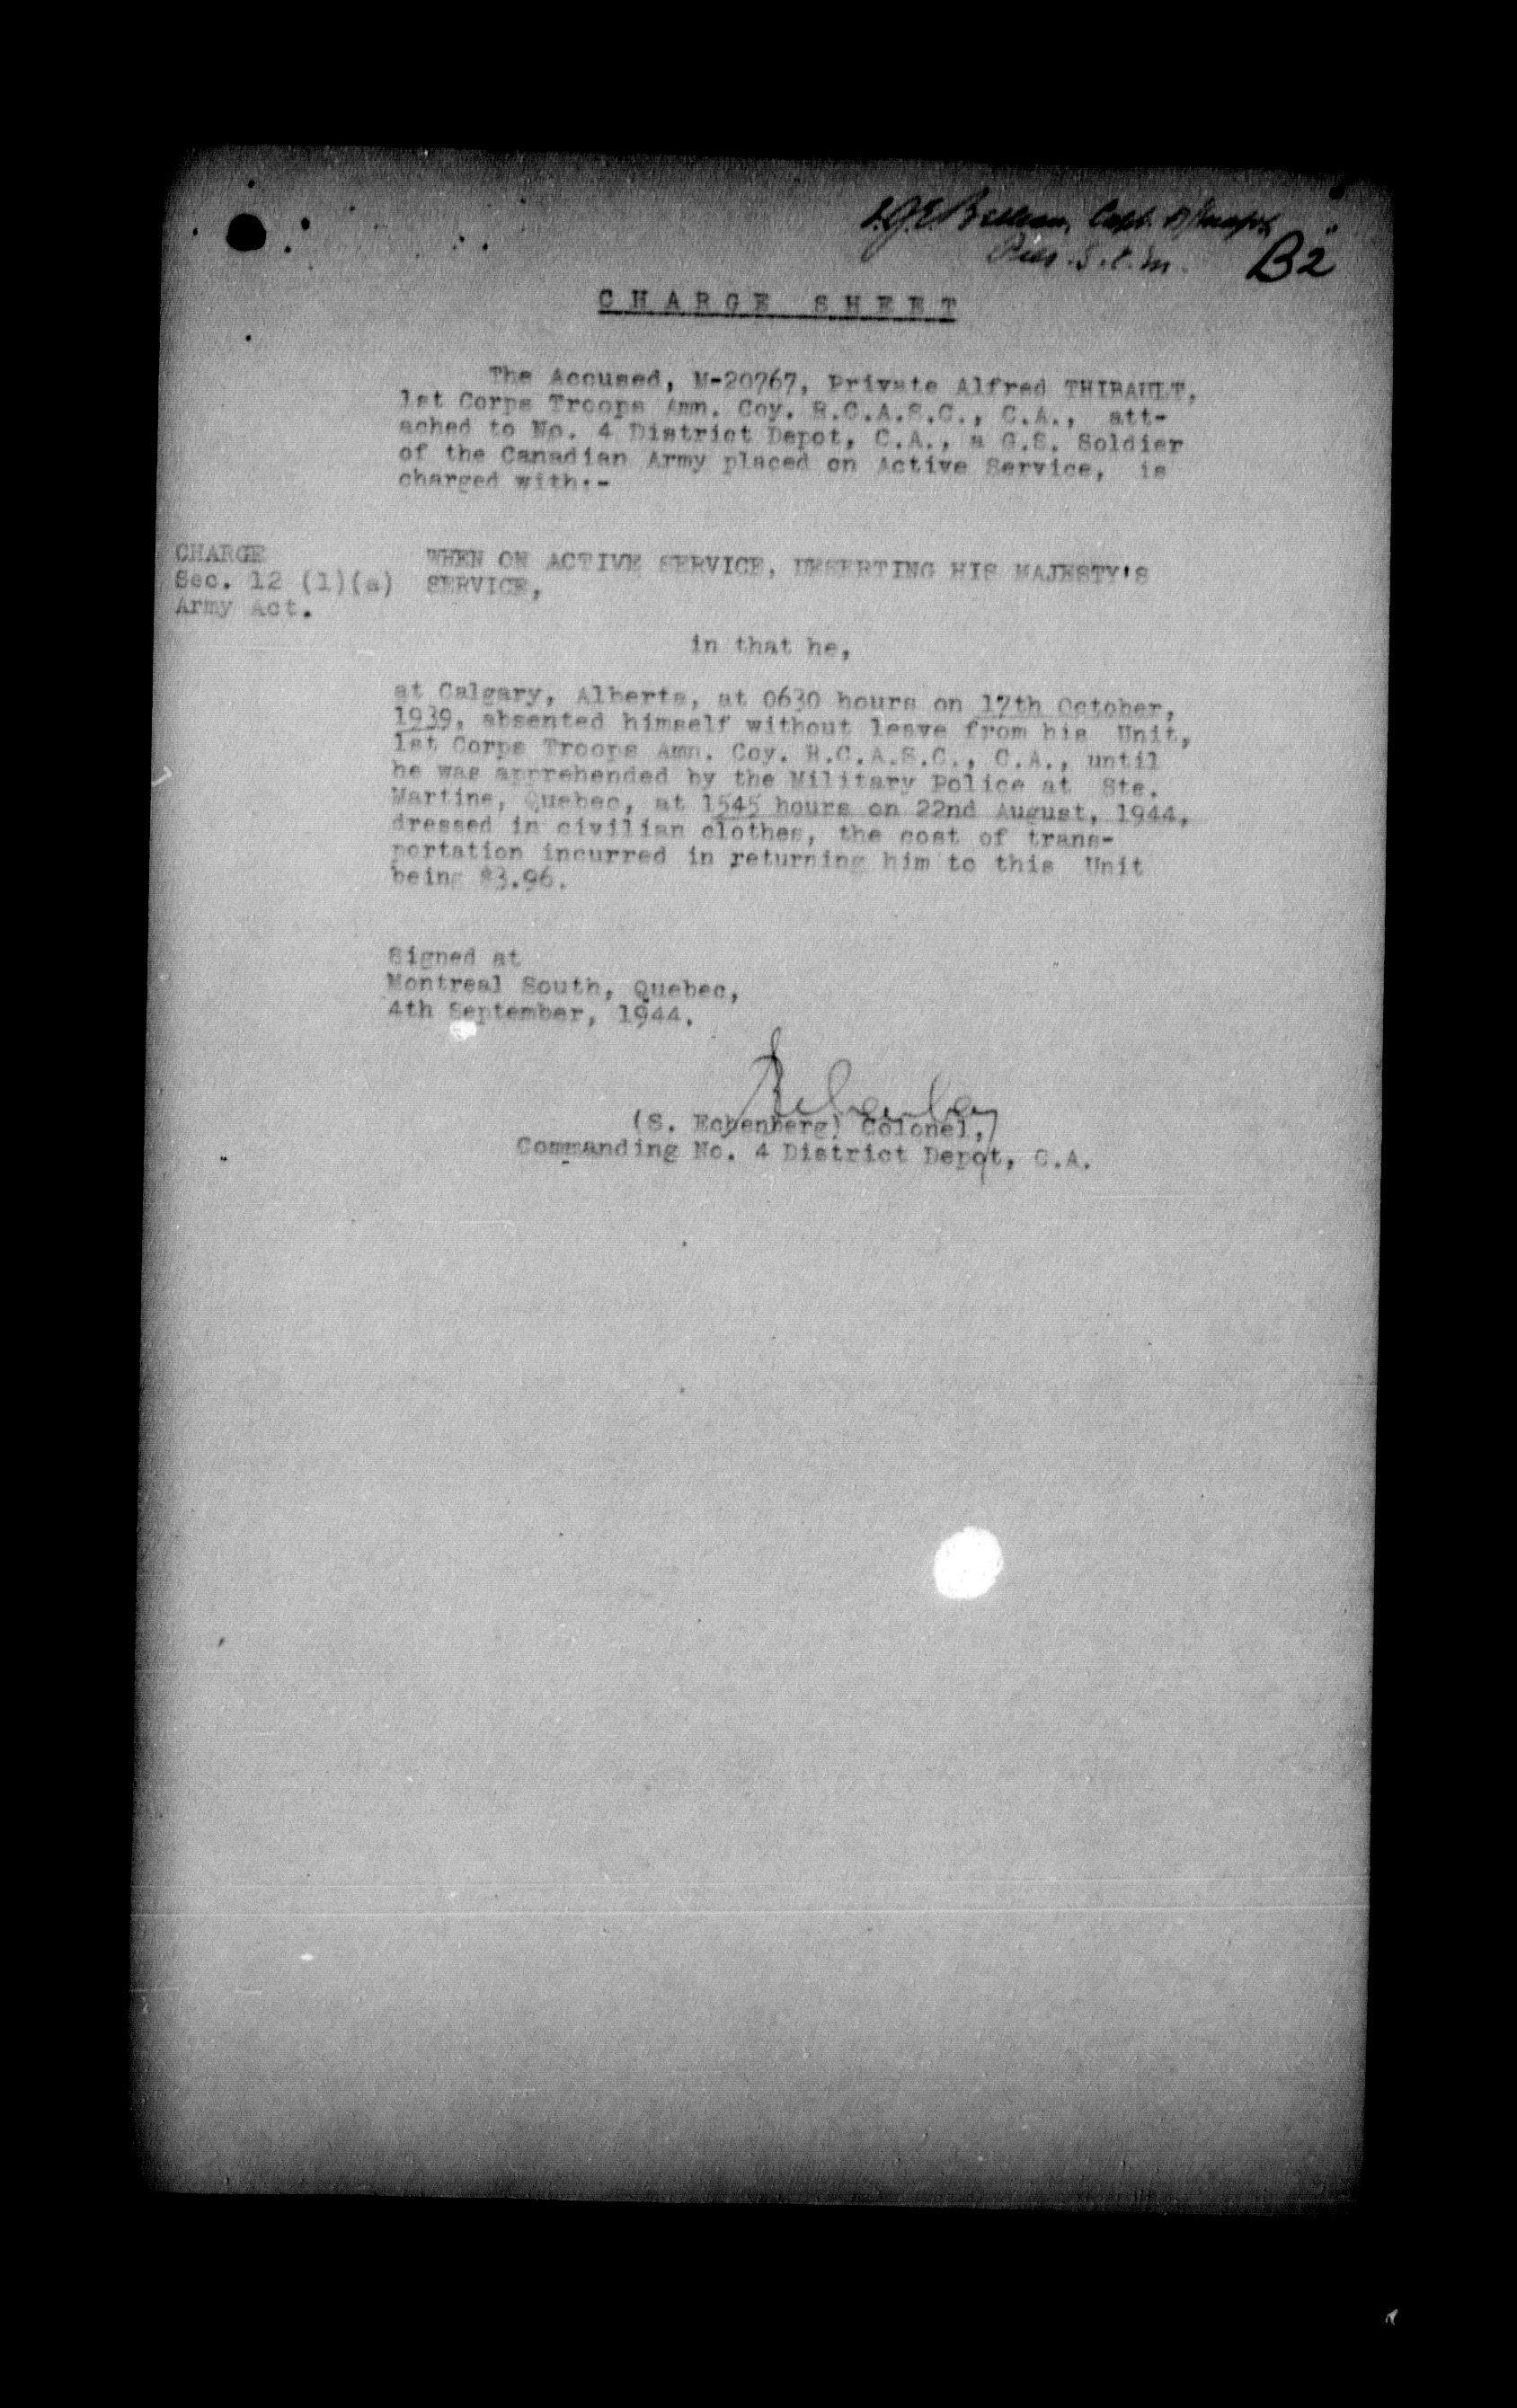 Capt.
B2
CHARGE SHEET
The Accused, M-20767, Private Alfred THIBAULT,
1st Corps Troops Amn. Coy. R.C.A.S.C., C.A., att-
ached to No. 4 District Depot, C.A., a G.S. Soldier
of the Canadian Army placed on Active Service, is
charged with:-
CHARGE
Sec. 12 (1)(a)
Army Act.
WHEN ON ACTIVE SERVICE, DESERTING HIS MAJESTY'S
SERVICE,
in that he,
at Calgary, Alberta, at 0630 hours on 17th October,
1939, absented himself without leave from his Unit,
1st Corps Troops Amn. Coy. R.C.A.S.C., C.A., until
he was apprehended by the Military Police at Ste.
Martine, Quebec, at 1545 hours on 22nd August, 1944,
dressed in civilian clothes, the cost of trans-
portation incurred in returning him to this Unit
being $3.96.
Signed at
Montreal South, Quebec,
4th September, 1944.
(S. Echenberg) Colonel,
Commanding No. 4 District Depot, C.A.